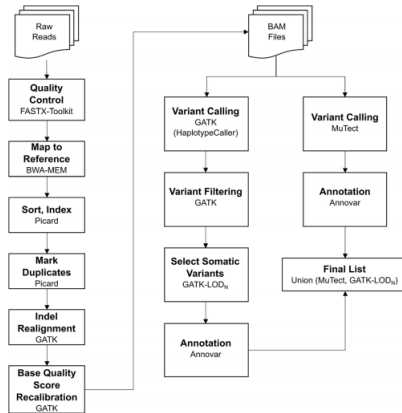 Raw
Reads
Quality
Control
FASTX-Toolkit
Map to
Reference
BWA-MEM
Sort, Index
Picard
Mark
Duplicates
Picard
Indel
Realignment
GATK
Base Quality
Score
Recalibration
GATK
BAM
Files
Variant Calling
GATK
(HaplotypeCaller)
Variant Filtering
GATK
Select Somatic
Variants
GATK-LODN
Annotation
Annovar
Variant Calling
MuTect
Annotation
Annovar
Final List
Union (MuTect, GATK-LODN)